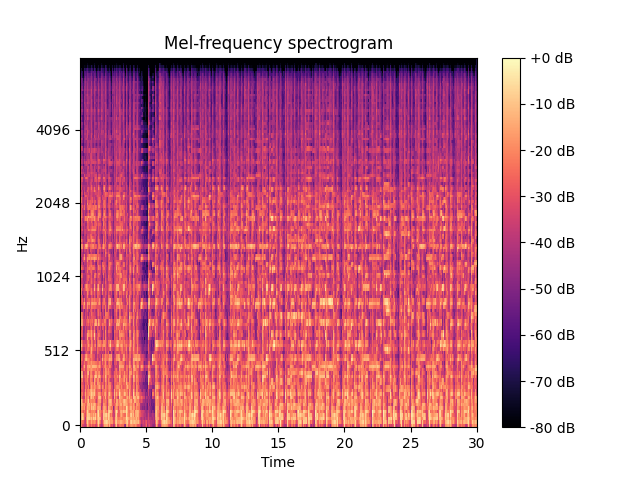 Mel-frequency spectrogram
+0 dB
-10 dB
-20 dB
-30 dB
-40 dB
-50 dB
-60 dB
-70 dB
-80 dB
4096
2048
1024
512
0
Hz
0 5 10 15 20 25 30
Time